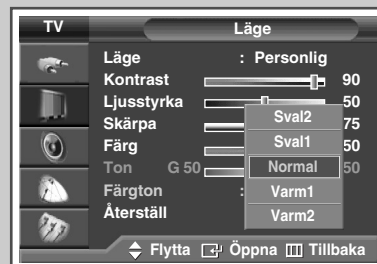 TV Läge
Läge : Personlig
Kontrast 90
Ljusstyrka 50
Sval2
Skärpa 75
Sval1
Färg 50
Ton G 50 Normal 50
Färgton : Varm1
Återställ Varm2
Flytta Öppna Tillbaka